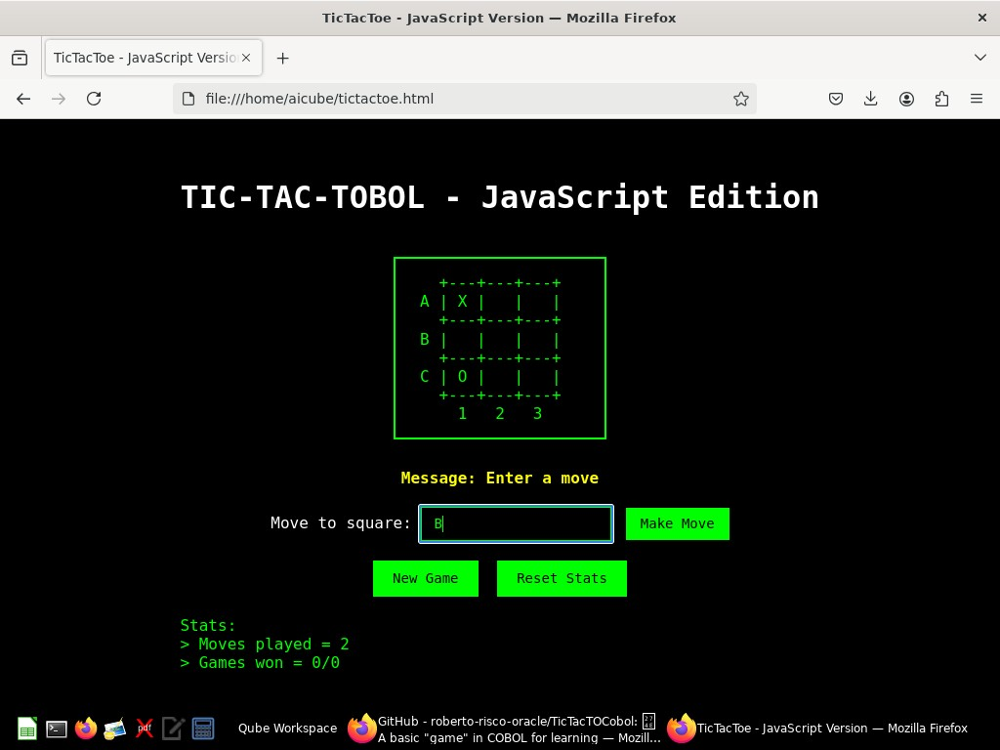 TicTacToe - JavaScript Version — Mozilla Firefox
TicTacToe - JavaScript Versio
file:///home/aicube/tictactoe.html
TIC-TAC-TOBOL - JavaScript Edition
+---+---+---+
A | X |   |   |
+---+---+---+
B |   |   |   |
+---+---+---+
C | O |   |   |
+---+---+---+
1   2   3
Message: Enter a move
Move to square: B Make Move
New Game Reset Stats
Stats:
> Moves played = 2
> Games won = 0/0
pdf
Qube Workspace
GitHub - roberto-risco-oracle/TicTacTOCobol:
A basic "game" in COBOL for learning — Mozill...
TicTacToe - JavaScript Version — Mozilla Firefox